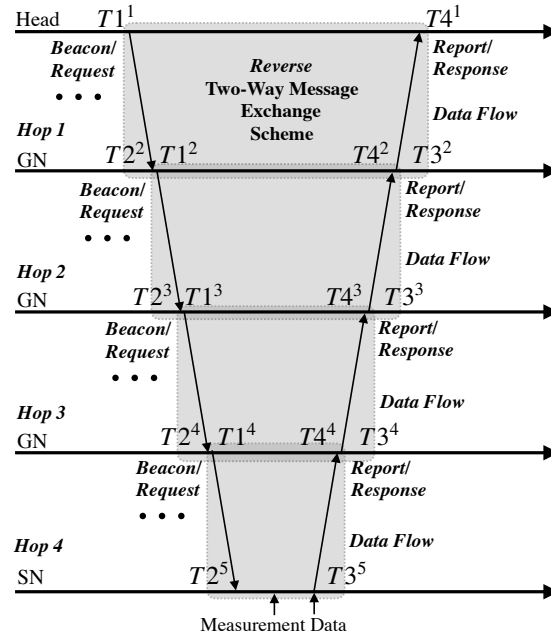 Head T1^1 T4^1
Beacon/ Report/
Request Response
• • • Reverse
Two-Way Message
Exchange
Scheme
Data Flow
Hop 1
GN T2^2 T1^2 T4^2 T3^2
Beacon/ Report/
Request Response
• • •
Data Flow
Hop 2
GN T2^3 T1^3 T4^3 T3^3
Beacon/ Report/
Request Response
• • •
Data Flow
Hop 3
GN T2^4 T1^4 T4^4 T3^4
Beacon/ Report/
Request Response
• • •
Data Flow
Hop 4
SN T2^5 T3^5
Measurement Data